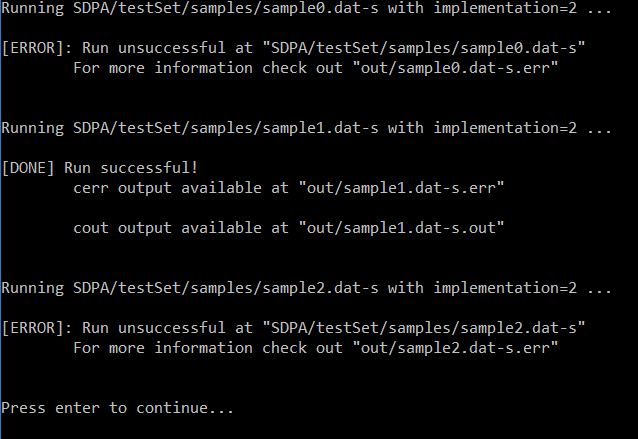 Running SDPA/testSet/samples/sample0.dat-s with implementation=2 ...
[ERROR]: Run unsuccessful at "SDPA/testSet/samples/sample0.dat-s"
For more information check out "out/sample0.dat-s.err"
Running SDPA/testSet/samples/sample1.dat-s with implementation=2 ...
[DONE] Run successful!
cerr output available at "out/sample1.dat-s.err"
cout output available at "out/sample1.dat-s.out"
Running SDPA/testSet/samples/sample2.dat-s with implementation=2 ...
[ERROR]: Run unsuccessful at "SDPA/testSet/samples/sample2.dat-s"
For more information check out "out/sample2.dat-s.err"
Press enter to continue...